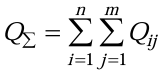 Q_Σ = ∑_{i=1}^{n} ∑_{j=1}^{m} Q_{ij}